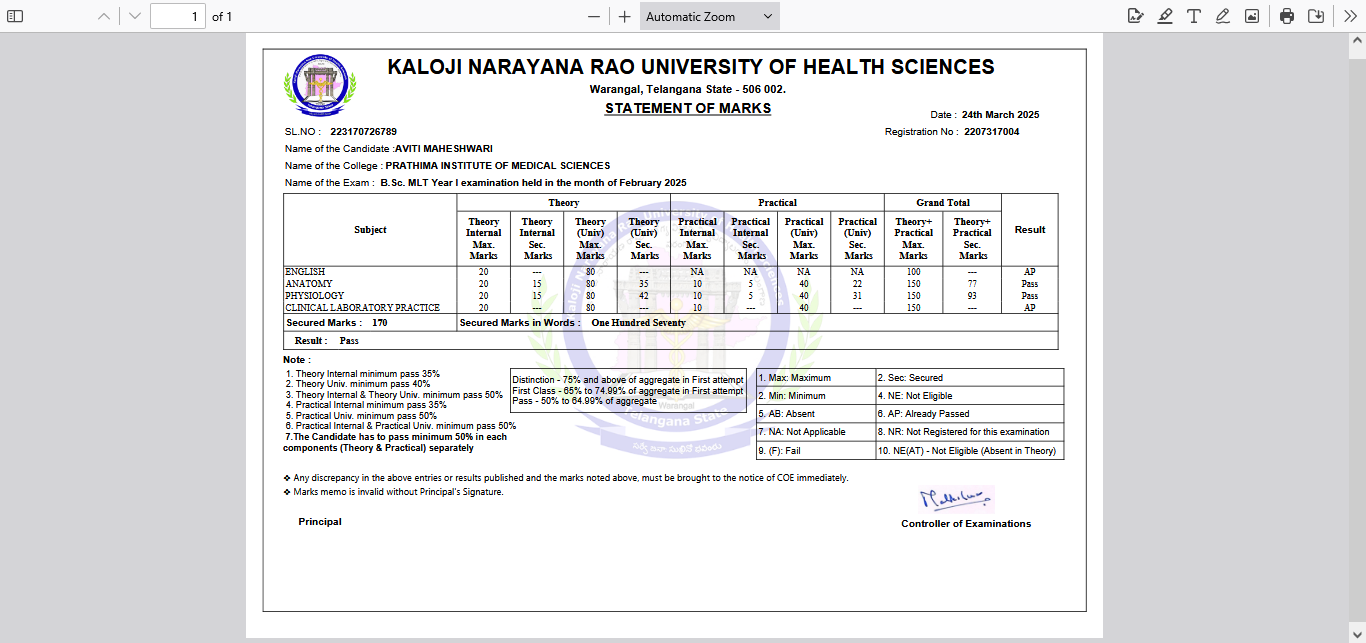 1 of 1 Automatic Zoom
KALOJI NARAYANA RAO UNIVERSITY OF HEALTH SCIENCES
Warangal, Telangana State - 506 002.
STATEMENT OF MARKS
Date : 24th March 2025
SL.NO : 223170726789 Registration No : 2207317004
Name of the Candidate :AVITI MAHESHWARI
Name of the College : PRATHIMA INSTITUTE OF MEDICAL SCIENCES
Name of the Exam : B.Sc. MLT Year I examination held in the month of February 2025
Subject Theory Practical Grand Total Result
Theory Internal Max. Marks Theory Internal Sec. Marks Theory (Univ) Max. Marks Theory (Univ) Sec. Marks Practical Internal Max. Marks Practical Internal Sec. Marks Practical (Univ) Max. Marks Practical (Univ) Sec. Marks Theory+ Practical Max. Marks Theory+ Practical Sec. Marks
ENGLISH 20 --- 80 --- NA NA NA NA 100 --- AP
ANATOMY 20 15 80 35 10 5 40 22 150 77 Pass
PHYSIOLOGY 20 15 80 42 10 5 40 31 150 93 Pass
CLINICAL LABORATORY PRACTICE 20 --- 80 --- 10 --- 40 --- 150 --- AP
Secured Marks : 170 Secured Marks in Words : One Hundred Seventy
Result : Pass
Note :
1. Theory Internal minimum pass 35%
2. Theory Univ. minimum pass 40%
3. Theory Internal & Theory Univ. minimum pass 50%
4. Practical Internal minimum pass 35%
5. Practical Univ. minimum pass 50%
6. Practical Internal & Practical Univ. minimum pass 50%
7.The Candidate has to pass minimum 50% in each
components (Theory & Practical) separately
Distinction - 75% and above of aggregate in First attempt
First Class - 65% to 74.99% of aggregate in First attempt
Pass - 50% to 64.99% of aggregate
Warangal
Telangana State
1. Max: Maximum 2. Sec: Secured
2. Min: Minimum 4. NE: Not Eligible
5. AB: Absent 6. AP: Already Passed
7. NA: Not Applicable 8. NR: Not Registered for this examination
9. (F): Fail 10. NE(AT) - Not Eligible (Absent in Theory)
❖ Any discrepancy in the above entries or results published and the marks noted above, must be brought to the notice of COE immediately.
❖ Marks memo is invalid without Principal's Signature.
Principal
Controller of Examinations